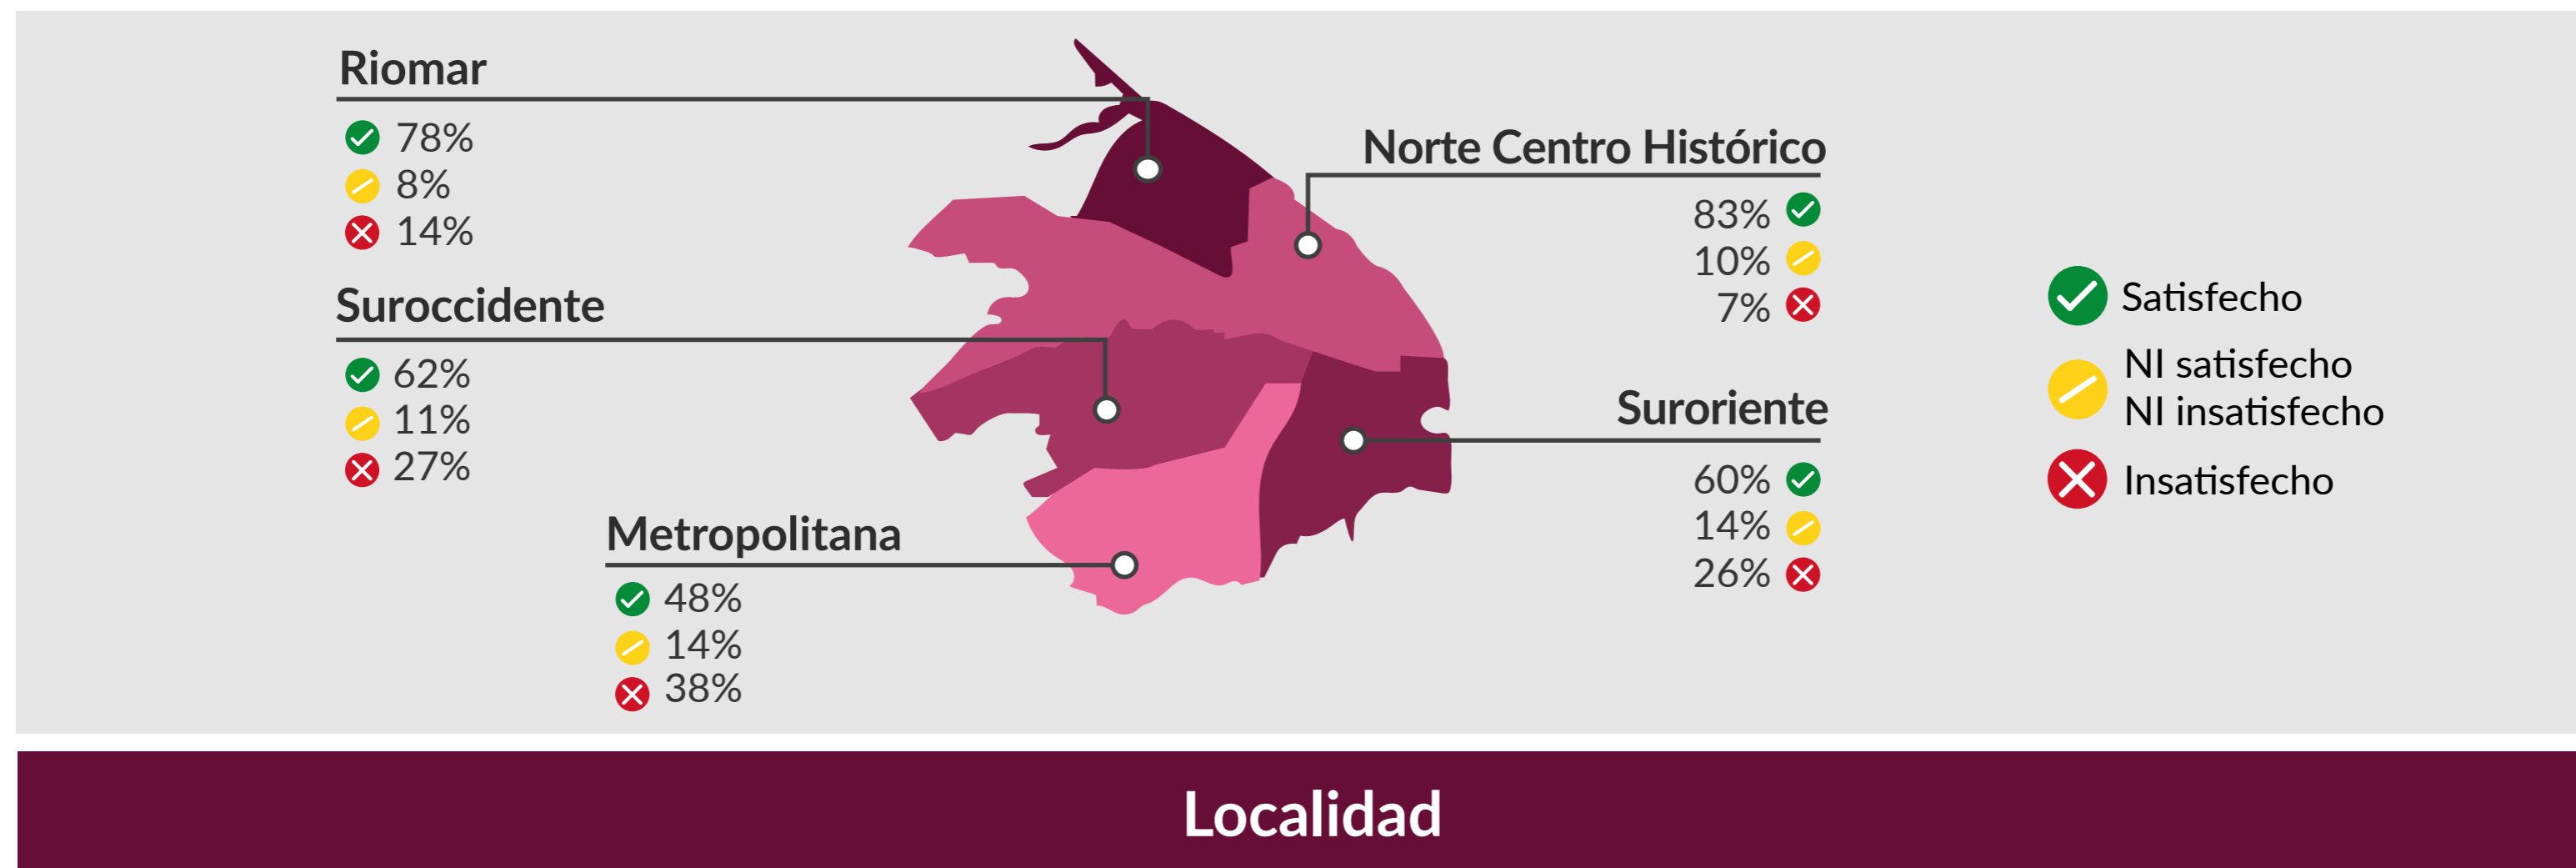 Riomar
78%
8%
14%
Suroccidente
62%
11%
27%
Metropolitana
48%
14%
38%
Norte Centro Histórico
83%
10%
7%
Suroriente
60%
14%
26%
Satisfecho
NI satisfecho
NI insatisfecho
Insatisfecho
Localidad